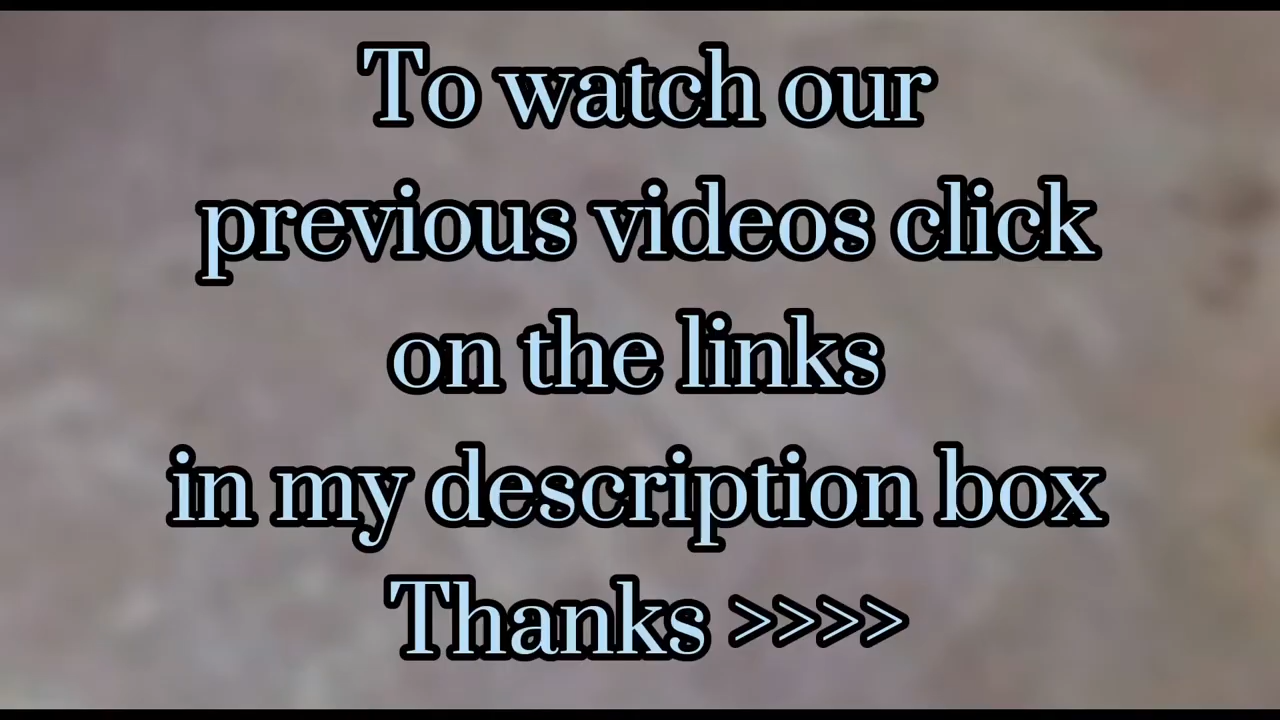 To watch our
previous videos click
on the links
in my description box
Thanks >>>>